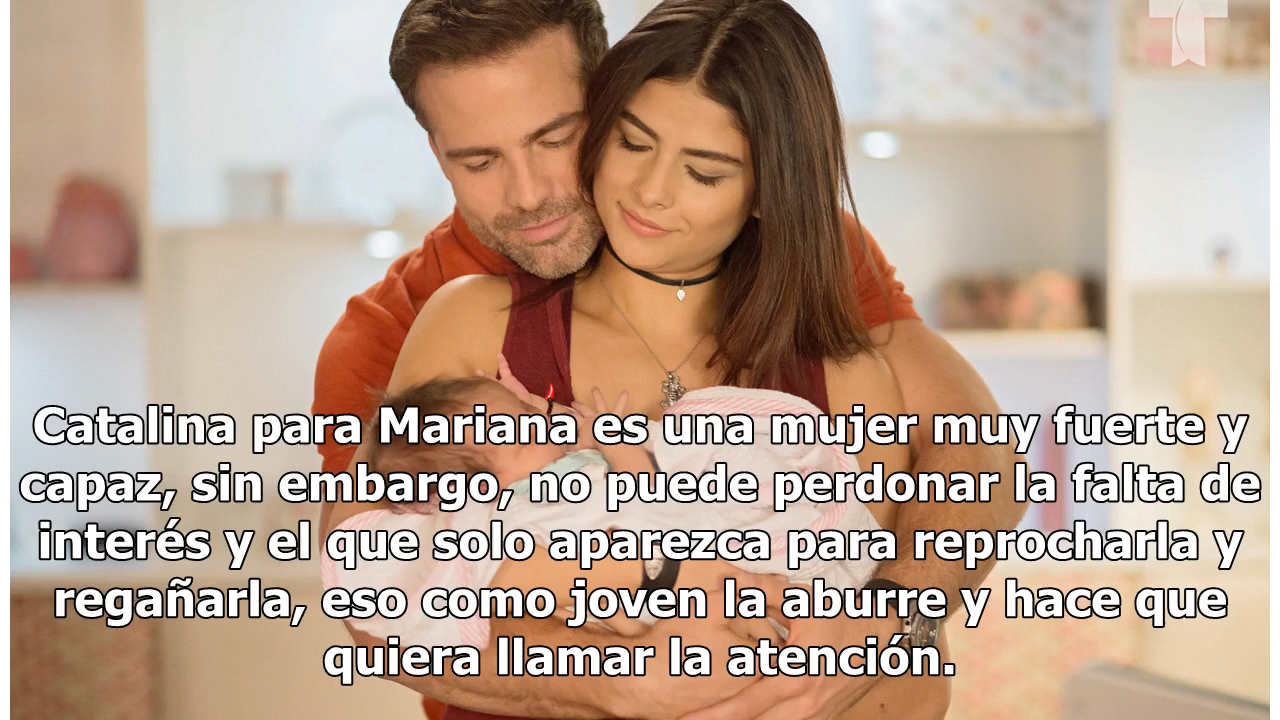 Catalina para Mariana es una mujer muy fuerte y
capaz, sin embargo, no puede perdonar la falta de
interés y el que solo aparezca para reprocharla y
regañarla, eso como joven la aburre y hace que
quiera llamar la atención.